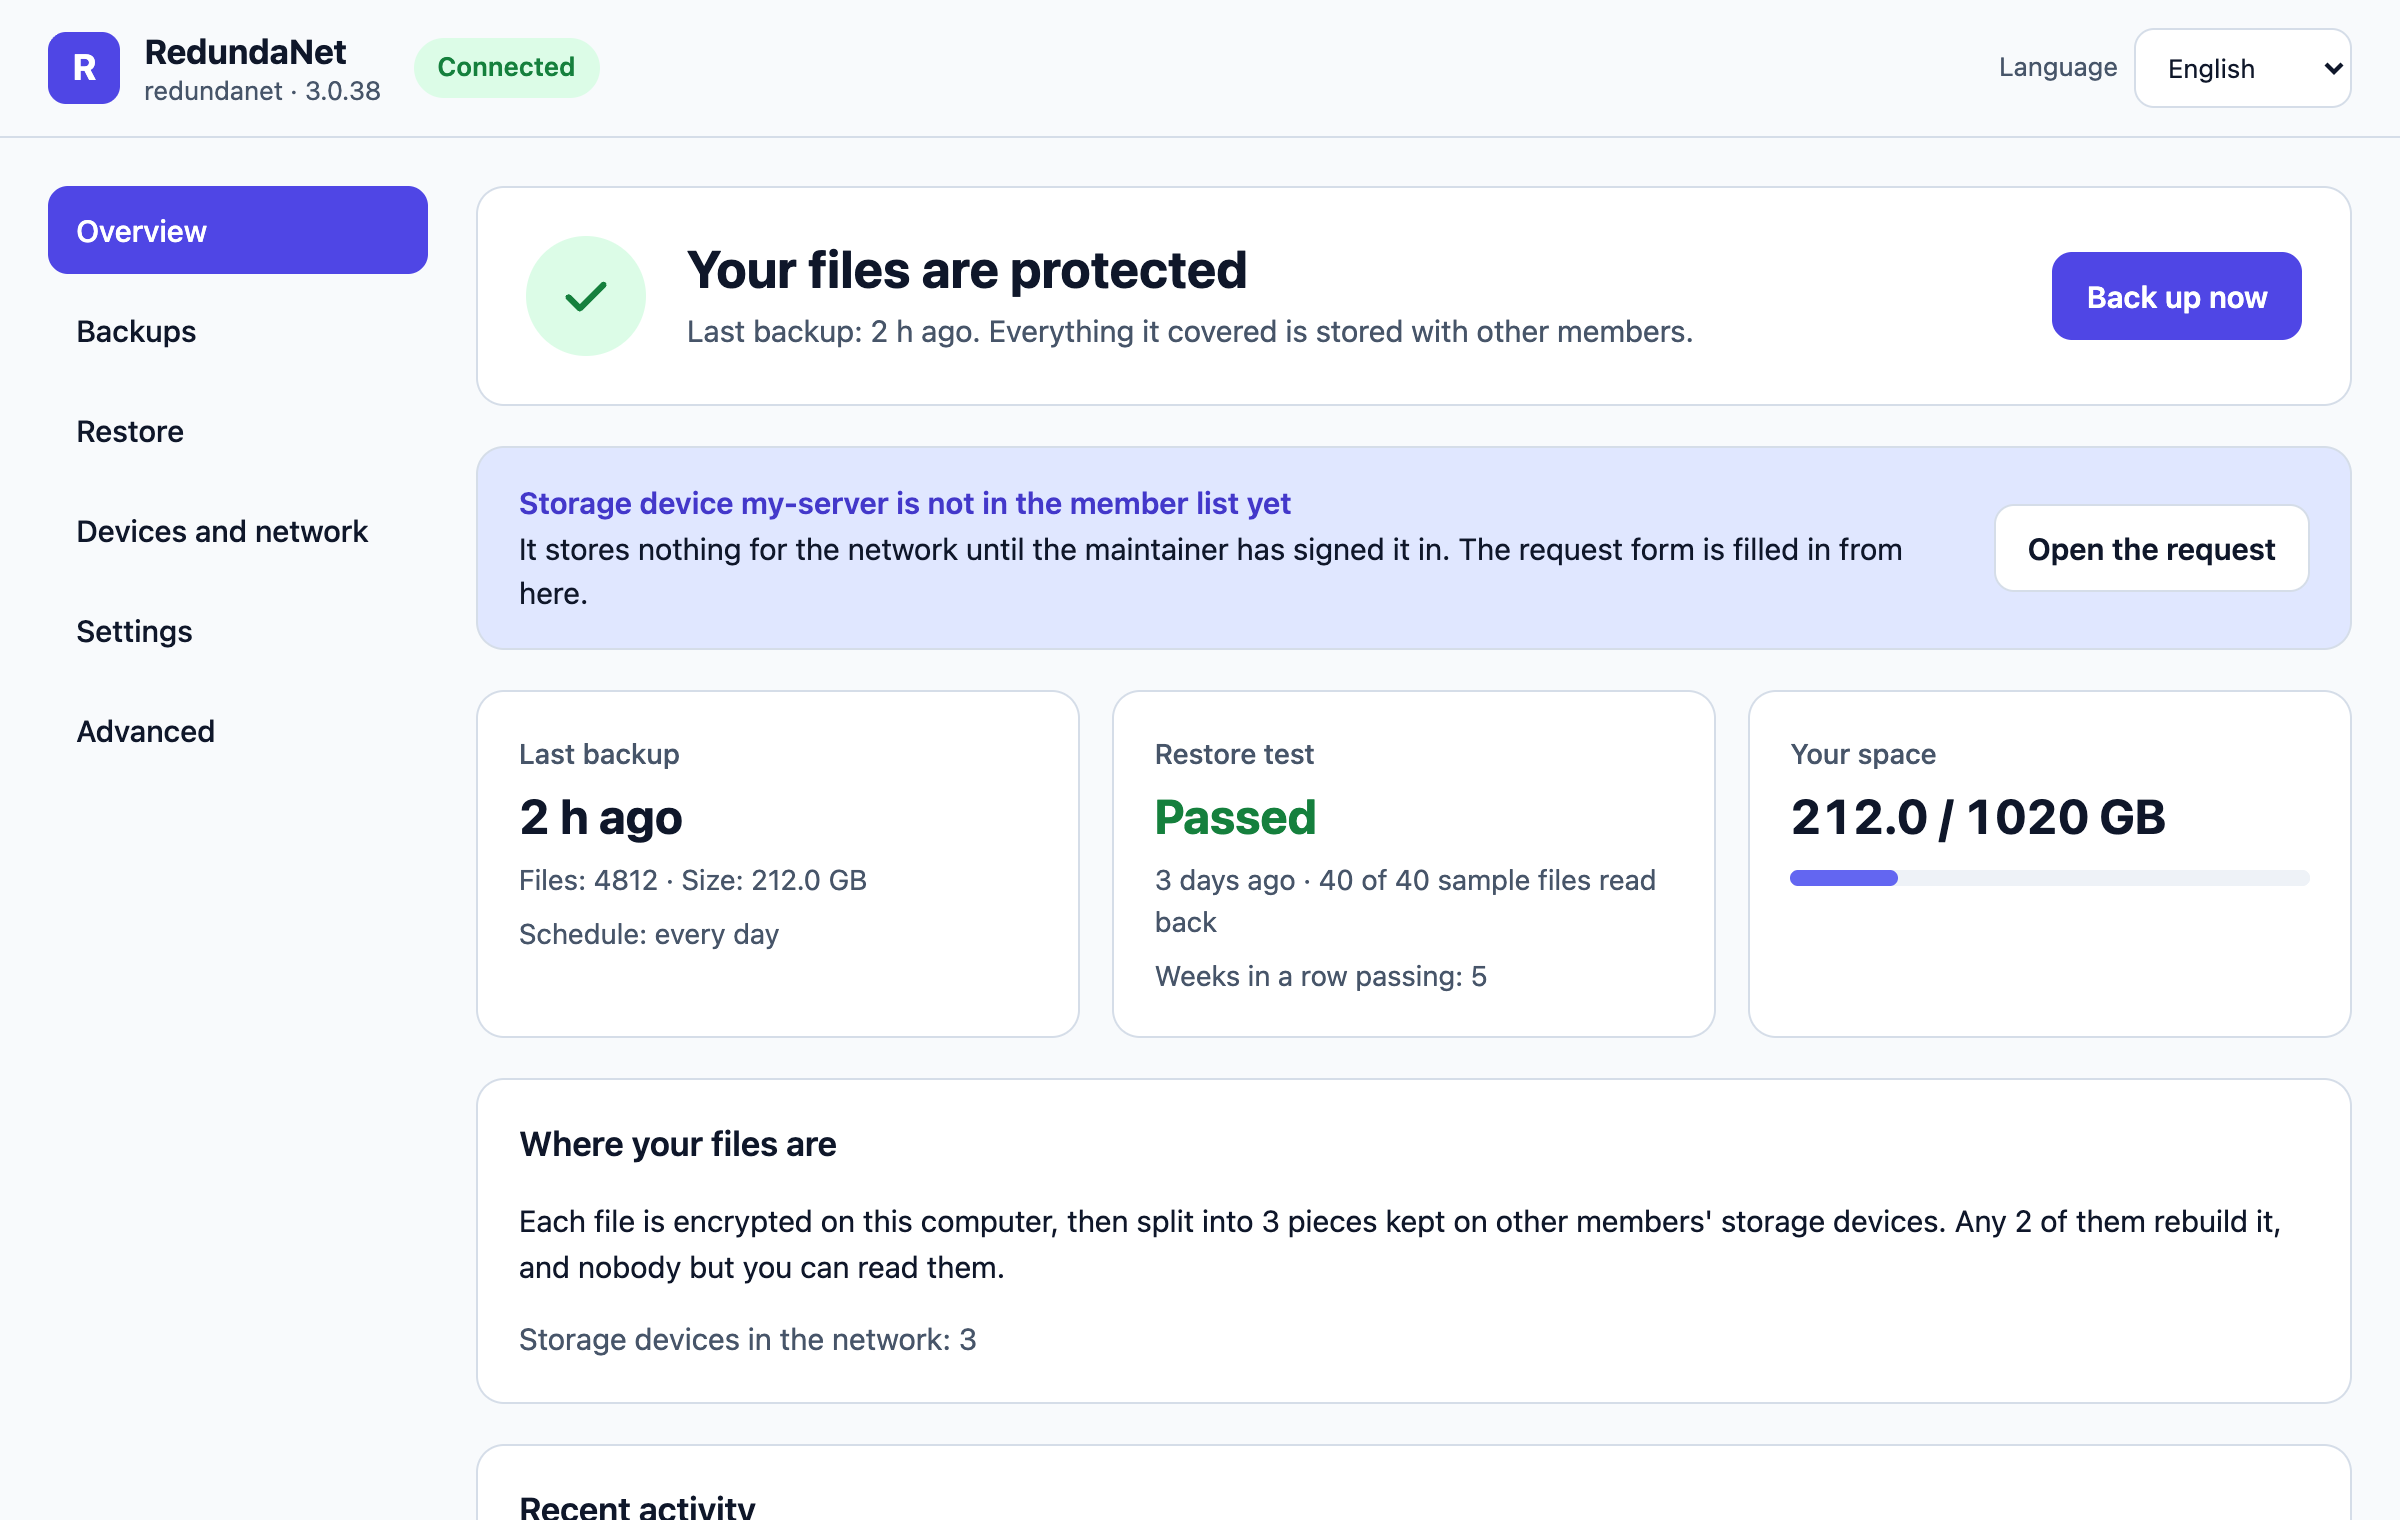 R
RedundaNet
redundanet · 3.0.38
Connected
Language
English
Overview
Backups
Restore
Devices and network
Settings
Advanced
Your files are protected
Last backup: 2 h ago. Everything it covered is stored with other members.
Back up now
Storage device my-server is not in the member list yet
It stores nothing for the network until the maintainer has signed it in. The request form is filled in from
here.
Open the request
Last backup
2 h ago
Files: 4812 · Size: 212.0 GB
Schedule: every day
Restore test
Passed
3 days ago · 40 of 40 sample files read
back
Weeks in a row passing: 5
Your space
212.0 / 1020 GB
Where your files are
Each file is encrypted on this computer, then split into 3 pieces kept on other members' storage devices. Any 2 of them rebuild it,
and nobody but you can read them.
Storage devices in the network: 3
Recent activity